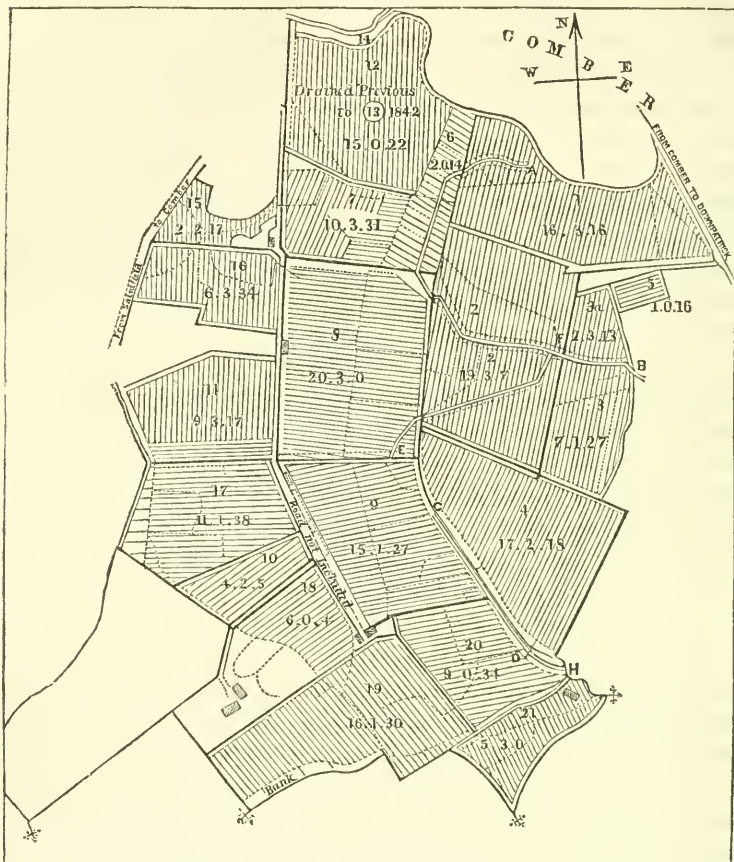 N
COMBER
W E
14
12
Drained Previous
to 13 1842
15.0.22
6
2.0.14
A
1
16.3.16
FROM COMBER TO DOWNPATRICK
7
10.3.31
to Comber
15
2.2.17
16
6.3.34
From Saintfield
5
1.0.16
3a
2.3.13
2
F
B
2
19.3.7
3
7.1.27
8
20.3.0
E
11
9.3.17
C
4
17.2.18
17
11.1.38
9
15.1.27
Road not Included
10
4.2.5
18
6.0.4
20
9.0.31
D
H
19
16.1.30
21
5.3.0
Bank